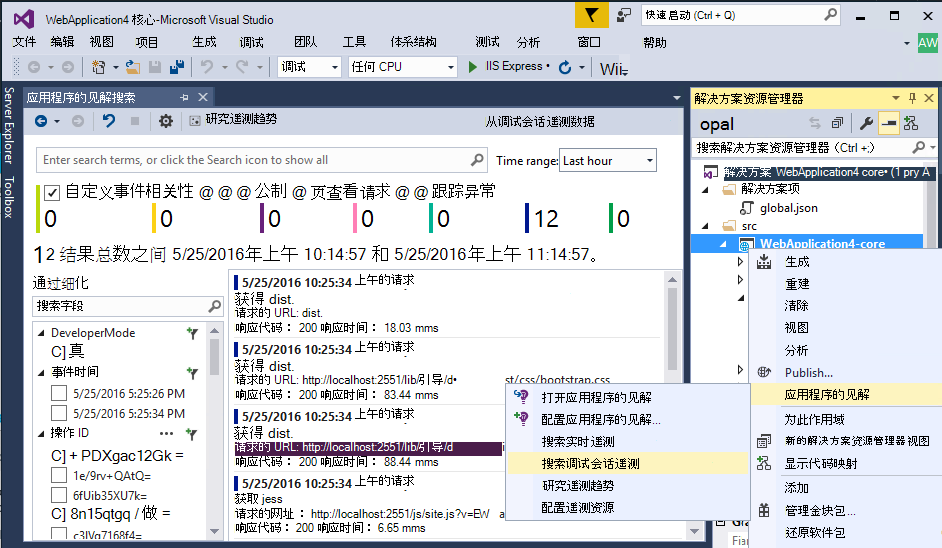 WebApplication4 核心-Microsoft Visual Studio
快速启动 (Ctrl + Q)
文件 编辑 视图 项目 生成 调试 团队 工具 体系结构 测试 分析 窗口 帮助
AW
调试 任何 CPU IIS Express
Server Explorer
Toolbox
应用程序的见解搜索
研究遥测趋势 从调试会话遥测数据
Enter search terms, or click the Search icon to show all
Time range: Last hour
自定义事件相关性 @ @ @ 公制 @ 页查看请求 @ @ 跟踪异常
0 0 0 0 0 12 0
12 结果总数之间 5/25/2016年上午 10:14:57 和 5/25/2016年上午 11:14:57。
通过细化
搜索字段
DeveloperMode
C] 真
事件时间
5/25/2016 5:25:26 PM
5/25/2016 5:25:34 PM
操作 ID
C] + PDXgac12Gk =
1e/9rv+QAtQ=
6fUib35XU7k=
C] 8n15qtgq / 做 =
c3IVg7168f4=
5/25/2016 10:25:34 上午的请求
获得 dist.
请求的 URL: dist.
响应代码： 200 响应时间： 18.03 mms
5/25/2016 10:25:34 上午的请求
获得 dist.
请求的 URL: http://localhost:2551/lib/引导/d• st/css/bootstrap.css
响应代码： 200 响应时间： 83.44 mms
5/25/2016 10:25:34 上午的请求
获得 dist.
请求的 URL: http://localhost:2551/lib/引导/d
响应代码： 200 响应时间： 88.44 mms
5/25/2016 10:25:34 上午的请求
获取 jess
请求的网址： http://localhost:2551/js/site.js?v=EW
响应代码： 200 响应时间： 6.65 mms
打开应用程序的见解
配置应用程序的见解...
搜索实时遥测
搜索调试会话遥测
研究遥测趋势
配置遥测资源
解决方案资源管理器
opal
搜索解决方案资源管理器（Ctrl +;）
解决方案 WebApplication4 core• (1 pry A
解决方案项
global.json
src
WebApplication4-core
生成
重建
清除
视图
分析
Publish...
应用程序的见解
为此作用域
新的解决方案资源管理器视图
显示代码映射
添加
管理金块包...
还原软件包